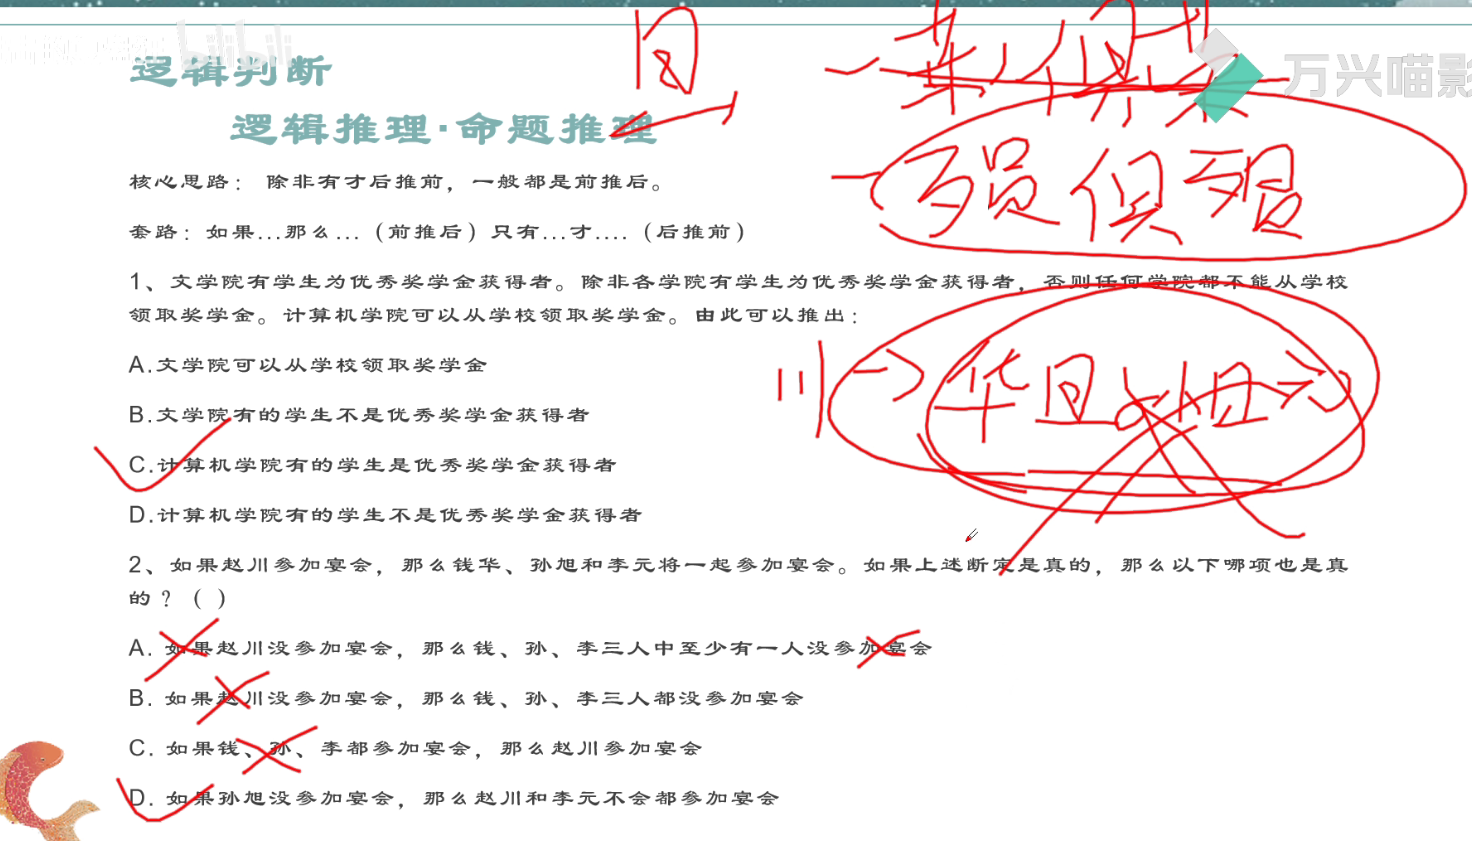 bilibili
万兴喵影
逻辑判断
逻辑推理·命题推理
核心思路： 除非有才后推前，一般都是前推后。
套路：如果...那么...（前推后）只有...才....（后推前）
1、文学院有学生为优秀奖学金获得者。除非各学院有学生为优秀奖学金获得者，否则任何学院都不能从学校
领取奖学金。计算机学院可以从学校领取奖学金。由此可以推出：
A.文学院可以从学校领取奖学金
B.文学院有的学生不是优秀奖学金获得者
C.计算机学院有的学生是优秀奖学金获得者
D.计算机学院有的学生不是优秀奖学金获得者
2、如果赵川参加宴会，那么钱华、孙旭和李元将一起参加宴会。如果上述断定是真的，那么以下哪项也是真
的？（ ）
A. 如果赵川没参加宴会，那么钱、孙、李三人中至少有一人没参加宴会
B. 如果赵川没参加宴会，那么钱、孙、李三人都没参加宴会
C. 如果钱、孙、李都参加宴会，那么赵川参加宴会
D. 如果孙旭没参加宴会，那么赵川和李元不会都参加宴会